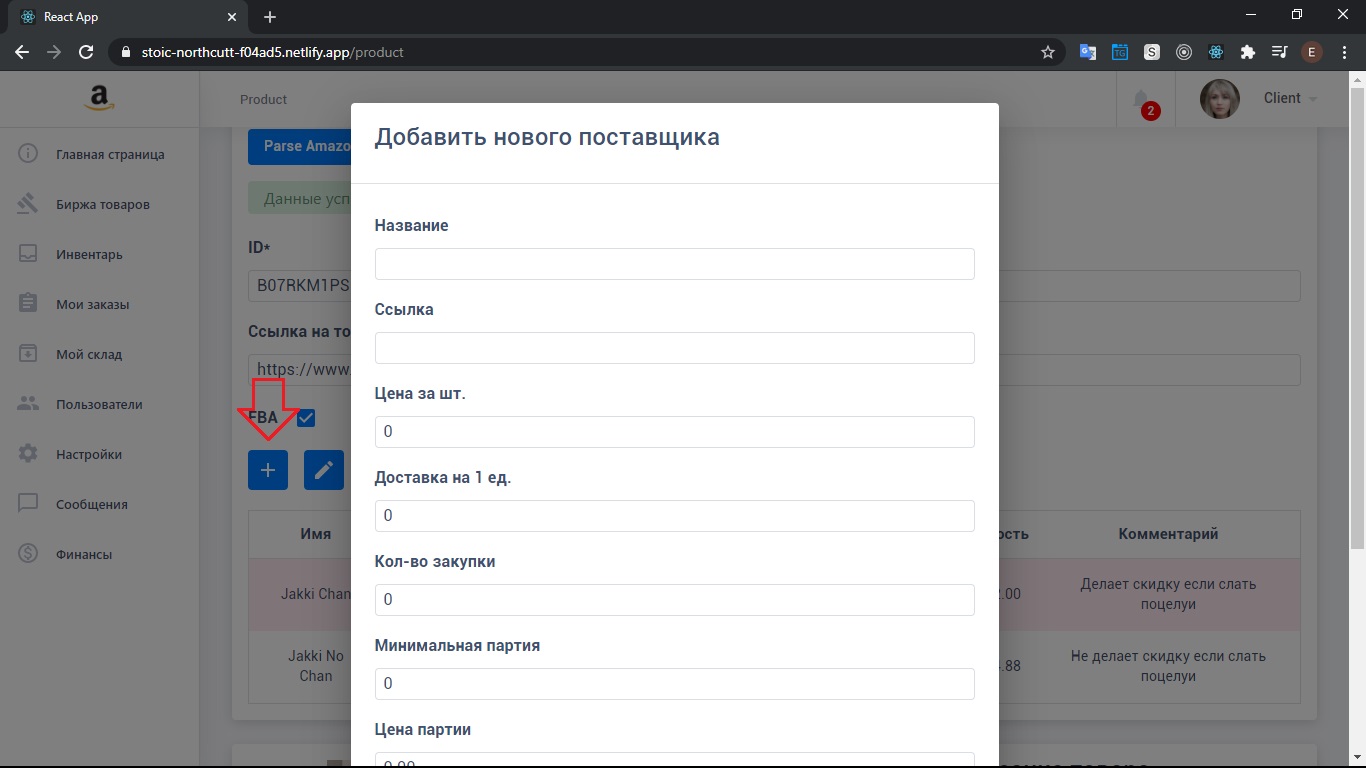 React App
stoic-northcutt-f04ad5.netlify.app/product
TG
S
E
a
Product
2
Client
Главная страница
Биржа товаров
Инвентарь
Мои заказы
Мой склад
Пользователи
Настройки
Сообщения
Финансы
Parse Amazo
Данные усп
ID*
B07RKM1PS
Ссылка на то
https://www.
FBA
Имя
ость
Комментарий
Jakki Chan
2.00
Делает скидку если слать
поцелуи
Jakki No
Chan
.88
Не делает скидку если слать
поцелуи
Добавить нового поставщика
Название
Ссылка
Цена за шт.
0
Доставка на 1 ед.
0
Кол-во закупки
0
Минимальная партия
0
Цена партии
0.00